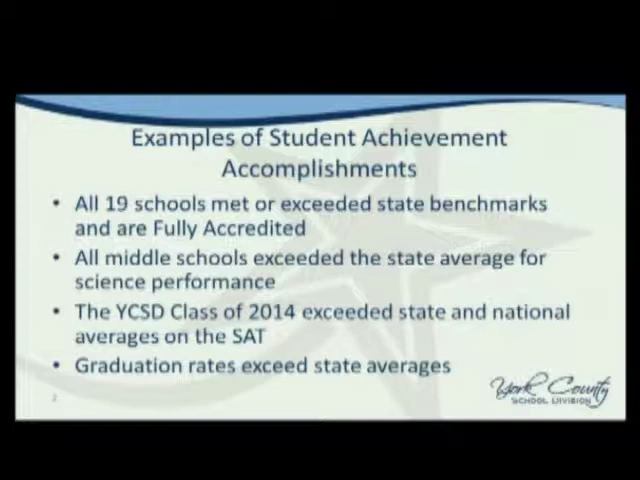 Examples of Student Achievement
Accomplishments
• All 19 schools met or exceeded state benchmarks
and are Fully Accredited
• All middle schools exceeded the state average for
science performance
• The YCSD Class of 2014 exceeded state and national
averages on the SAT
• Graduation rates exceed state averages
York County
SCHOOL DIVISION